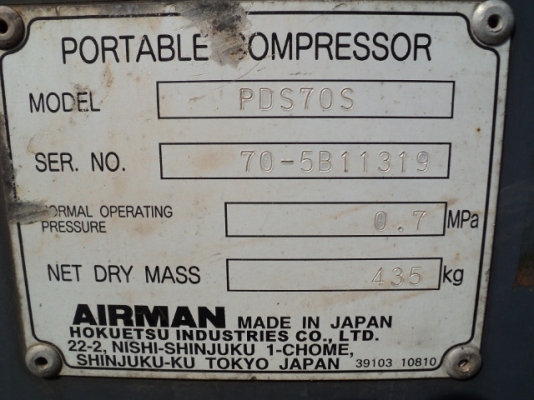 PORTABLE COMPRESSOR
MODEL PDS70S
SER. NO. 70-5B11319
NORMAL OPERATING
PRESSURE 0.7 MPa
NET DRY MASS 435 kg
AIRMAN MADE IN JAPAN
HOKUETSU INDUSTRIES CO., LTD.
22-2, NISHI-SHINJUKU 1-CHOME,
SHINJUKU-KU TOKYO JAPAN 39103 10810